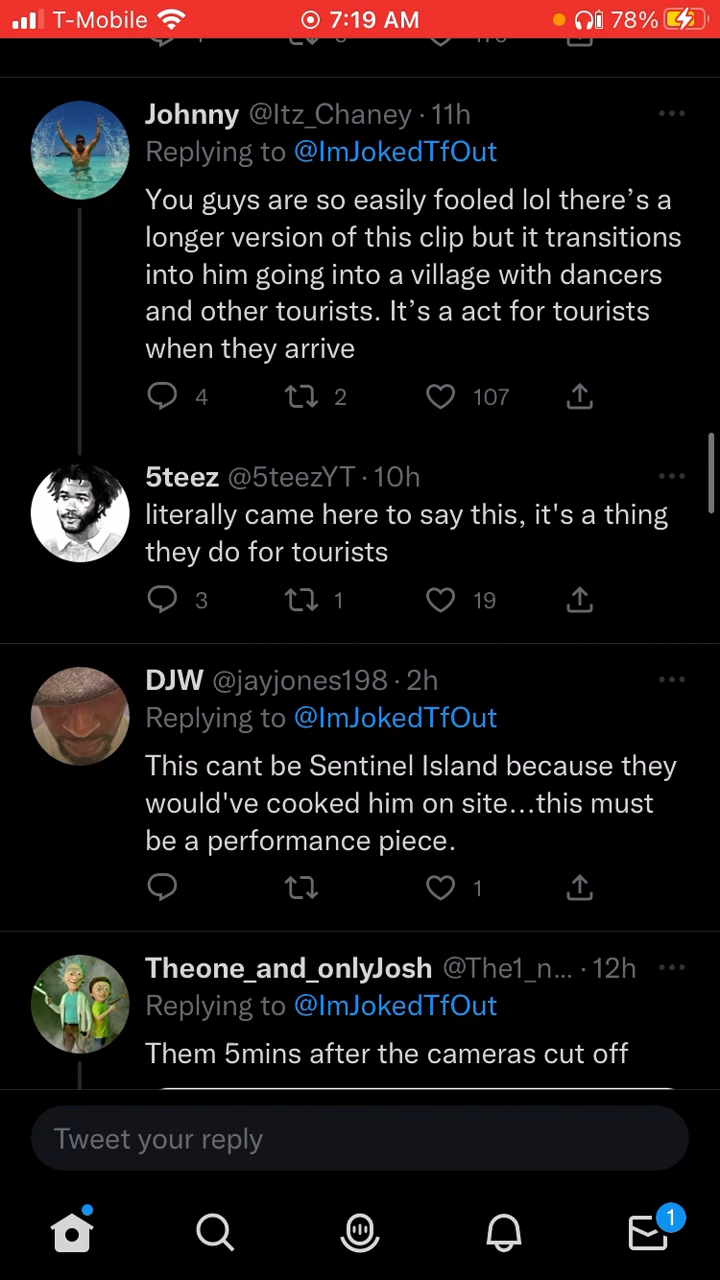 T-Mobile 7:19 AM 78%
Johnny @Itz_Chaney · 11h
Replying to @ImJokedTfOut
You guys are so easily fooled lol there’s a
longer version of this clip but it transitions
into him going into a village with dancers
and other tourists. It’s a act for tourists
when they arrive
4 2 107
5teez @5teezYT · 10h
literally came here to say this, it's a thing
they do for tourists
3 1 19
DJW @jayjones198 · 2h
Replying to @ImJokedTfOut
This cant be Sentinel Island because they
would've cooked him on site...this must
be a performance piece.
1
Theone_and_onlyJosh @The1_n... · 12h
Replying to @ImJokedTfOut
Them 5mins after the cameras cut off
Tweet your reply
1